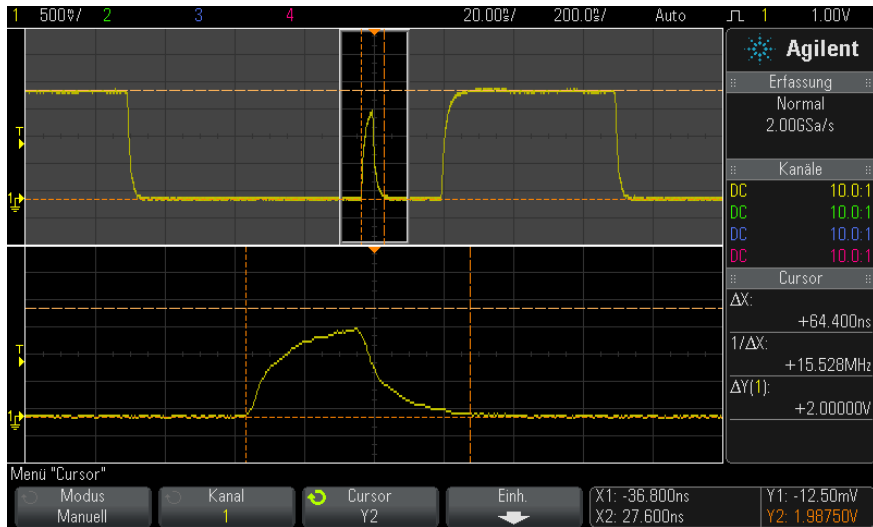 1 500mV/ 2 3 4 20.00ns/ 200.0ns/ Auto 1 1.00V
Agilent
Erfassung
Normal
2.00GSa/s
Kanäle
DC 10.0:1
DC 10.0:1
DC 10.0:1
DC 10.0:1
Cursor
ΔX:
+64.400ns
1/ΔX:
+15.528MHz
ΔY(1):
+2.00000V
T
1
T
1
Menü "Cursor"
Modus
Manuell
Kanal
1
Cursor
Y2
Einh.
X1: -36.800ns
X2: 27.600ns
Y1: -12.50mV
Y2: 1.98750V